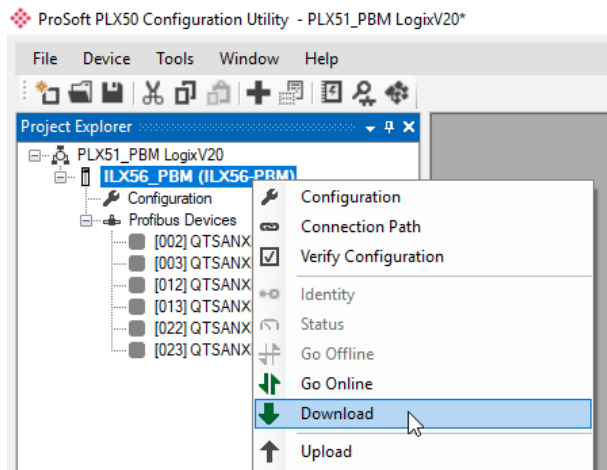 ProSoft PLX50 Configuration Utility - PLX51_PBM LogixV20*
File Device Tools Window Help
Project Explorer
PLX51_PBM LogixV20
ILX56_PBM (ILX56-PBM)
Configuration
Profibus Devices
[002] QTSANX
[003] QTSANX
[012] QTSANX
[013] QTSANX
[022] QTSANX
[023] QTSANX
Configuration
Connection Path
Verify Configuration
Identity
Status
Go Offline
Go Online
Download
Upload